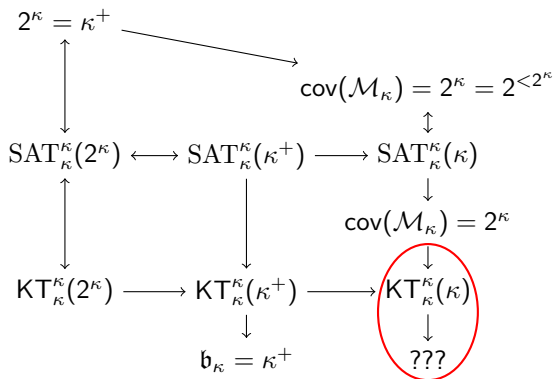 2^κ = κ^+
cov(M_κ) = 2^κ = 2^{<2^κ}
SAT^κ_κ(2^κ) SAT^κ_κ(κ^+) SAT^κ_κ(κ)
cov(M_κ) = 2^κ
KT^κ_κ(2^κ) KT^κ_κ(κ^+) KT^κ_κ(κ)
𝔟_κ = κ^+ ???